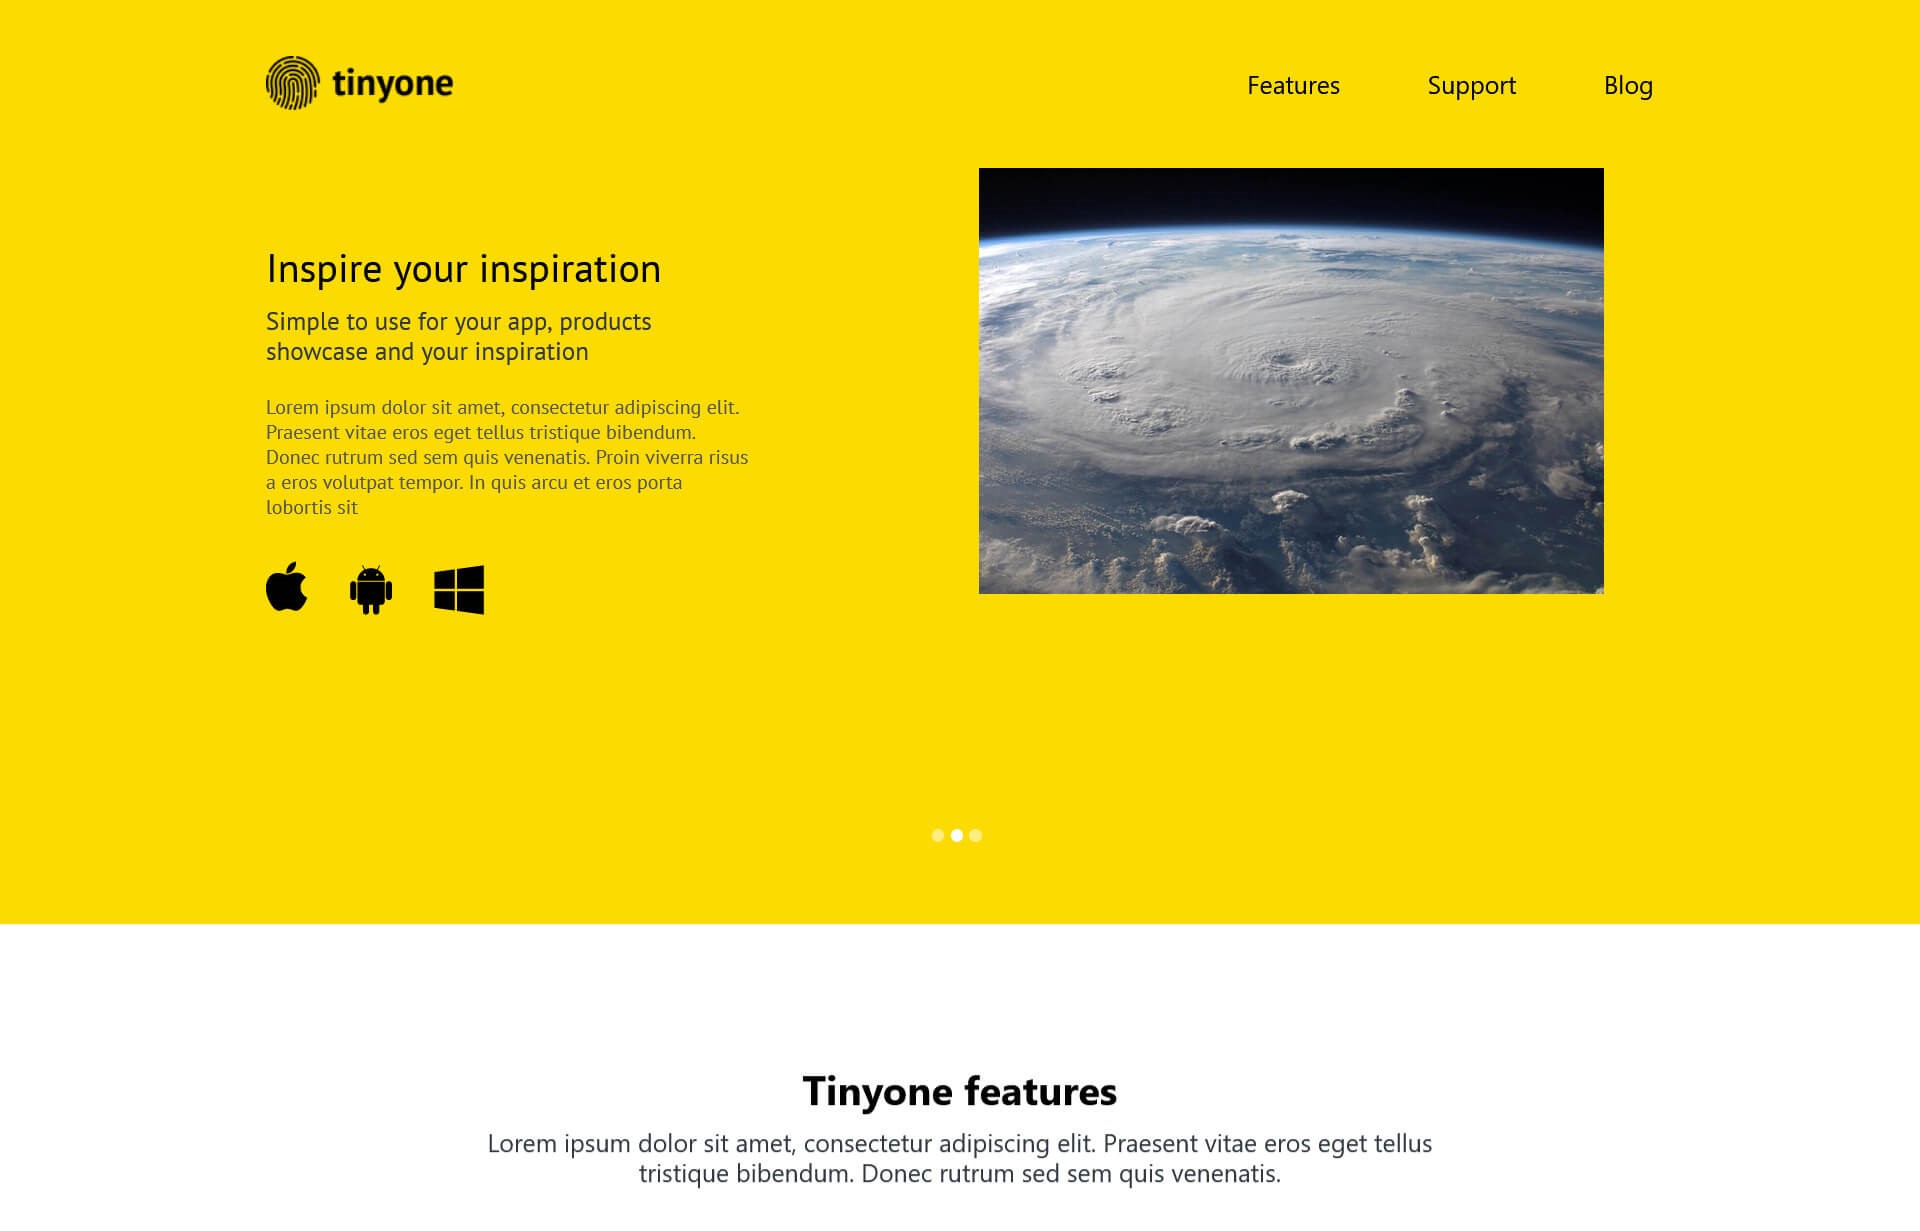 tinyone
Features
Support
Blog
Inspire your inspiration
Simple to use for your app, products
showcase and your inspiration
Lorem ipsum dolor sit amet, consectetur adipiscing elit.
Praesent vitae eros eget tellus tristique bibendum.
Donec rutrum sed sem quis venenatis. Proin viverra risus
a eros volutpat tempor. In quis arcu et eros porta
lobortis sit
Tinyone features
Lorem ipsum dolor sit amet, consectetur adipiscing elit. Praesent vitae eros eget tellus
tristique bibendum. Donec rutrum sed sem quis venenatis.